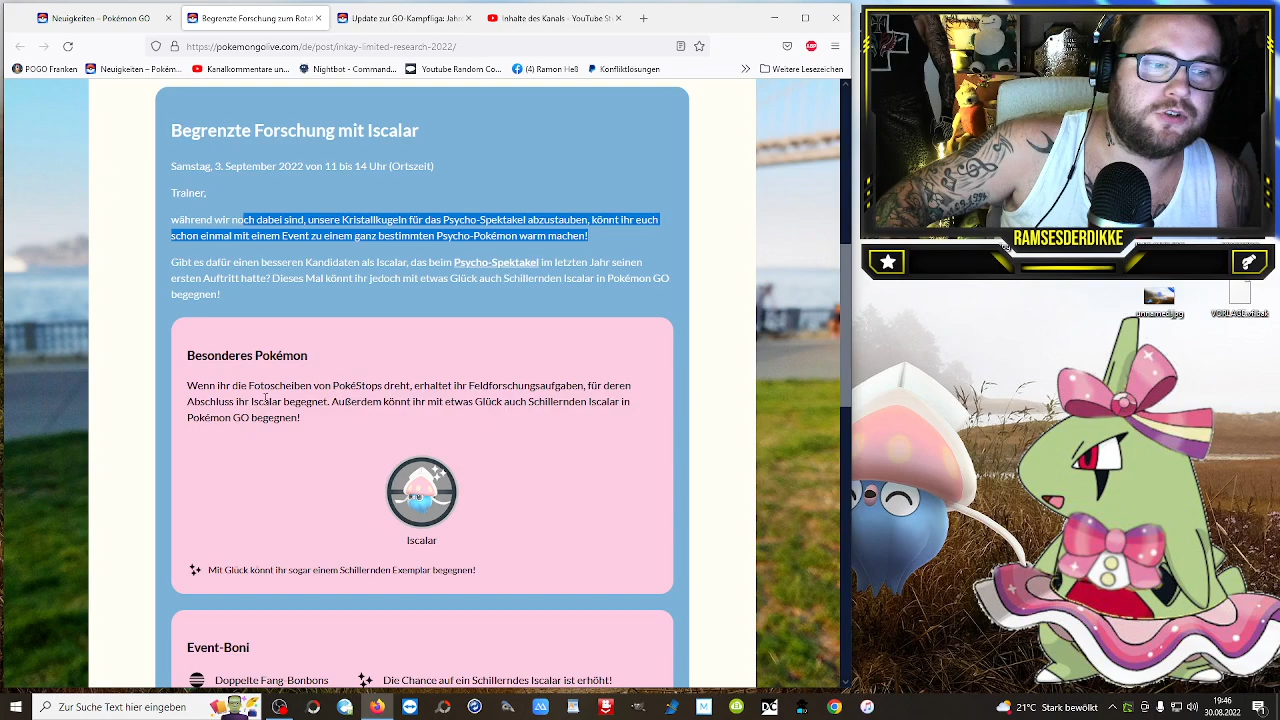 Neuigkeiten – Pokémon G
Pokémon GO-Saison der Rotat
Saison der GO-Kampfliga: Jahre
Inhalte des Kanals - YouTube St
https://pokemongolive.com/de/post/inkay-limited-research-2022/
POGO Franken
Neuigkeiten – Pokém...
Kanalkommentare u...
Nightbot - Command...
Youtube Random Co...
(4) Ramon Heß
Konfliktlösungen
Weitere Lesezeichen
Begrenzte Forschung mit Iscalar
Samstag, 3. September 2022 von 11 bis 14 Uhr (Ortszeit)
Trainer,
während wir noch dabei sind, unsere Kristallkugeln für das Psycho-Spektakel abzustauben, könnt ihr euch
schon einmal mit einem Event zu einem ganz bestimmten Psycho-Pokémon warm machen!
Gibt es dafür einen besseren Kandidaten als Iscalar, das beim Psycho-Spektakel im letzten Jahr seinen
ersten Auftritt hatte? Dieses Mal könnt ihr jedoch mit etwas Glück auch Schillernden Iscalar in Pokémon GO
begegnen!
Besonderes Pokémon
Wenn ihr die Fotoscheiben von PokéStops dreht, erhaltet ihr Feldforschungsaufgaben, für deren
Abschluss ihr Iscalar begegnet. Außerdem könnt ihr mit etwas Glück auch Schillernden Iscalar in
Pokémon GO begegnen!
Iscalar
Mit Glück könnt ihr sogar einem Schillernden Exemplar begegnen!
Event-Boni
Doppelte Fang-Bonbons
Die Chance auf ein Schillerndes Iscalar ist erhöht!
RAMSESDERDIKKE
unnamed.jpg
Zur Suche Text hier eingeben
21°C Stark bewölkt
19:46
30.08.2022